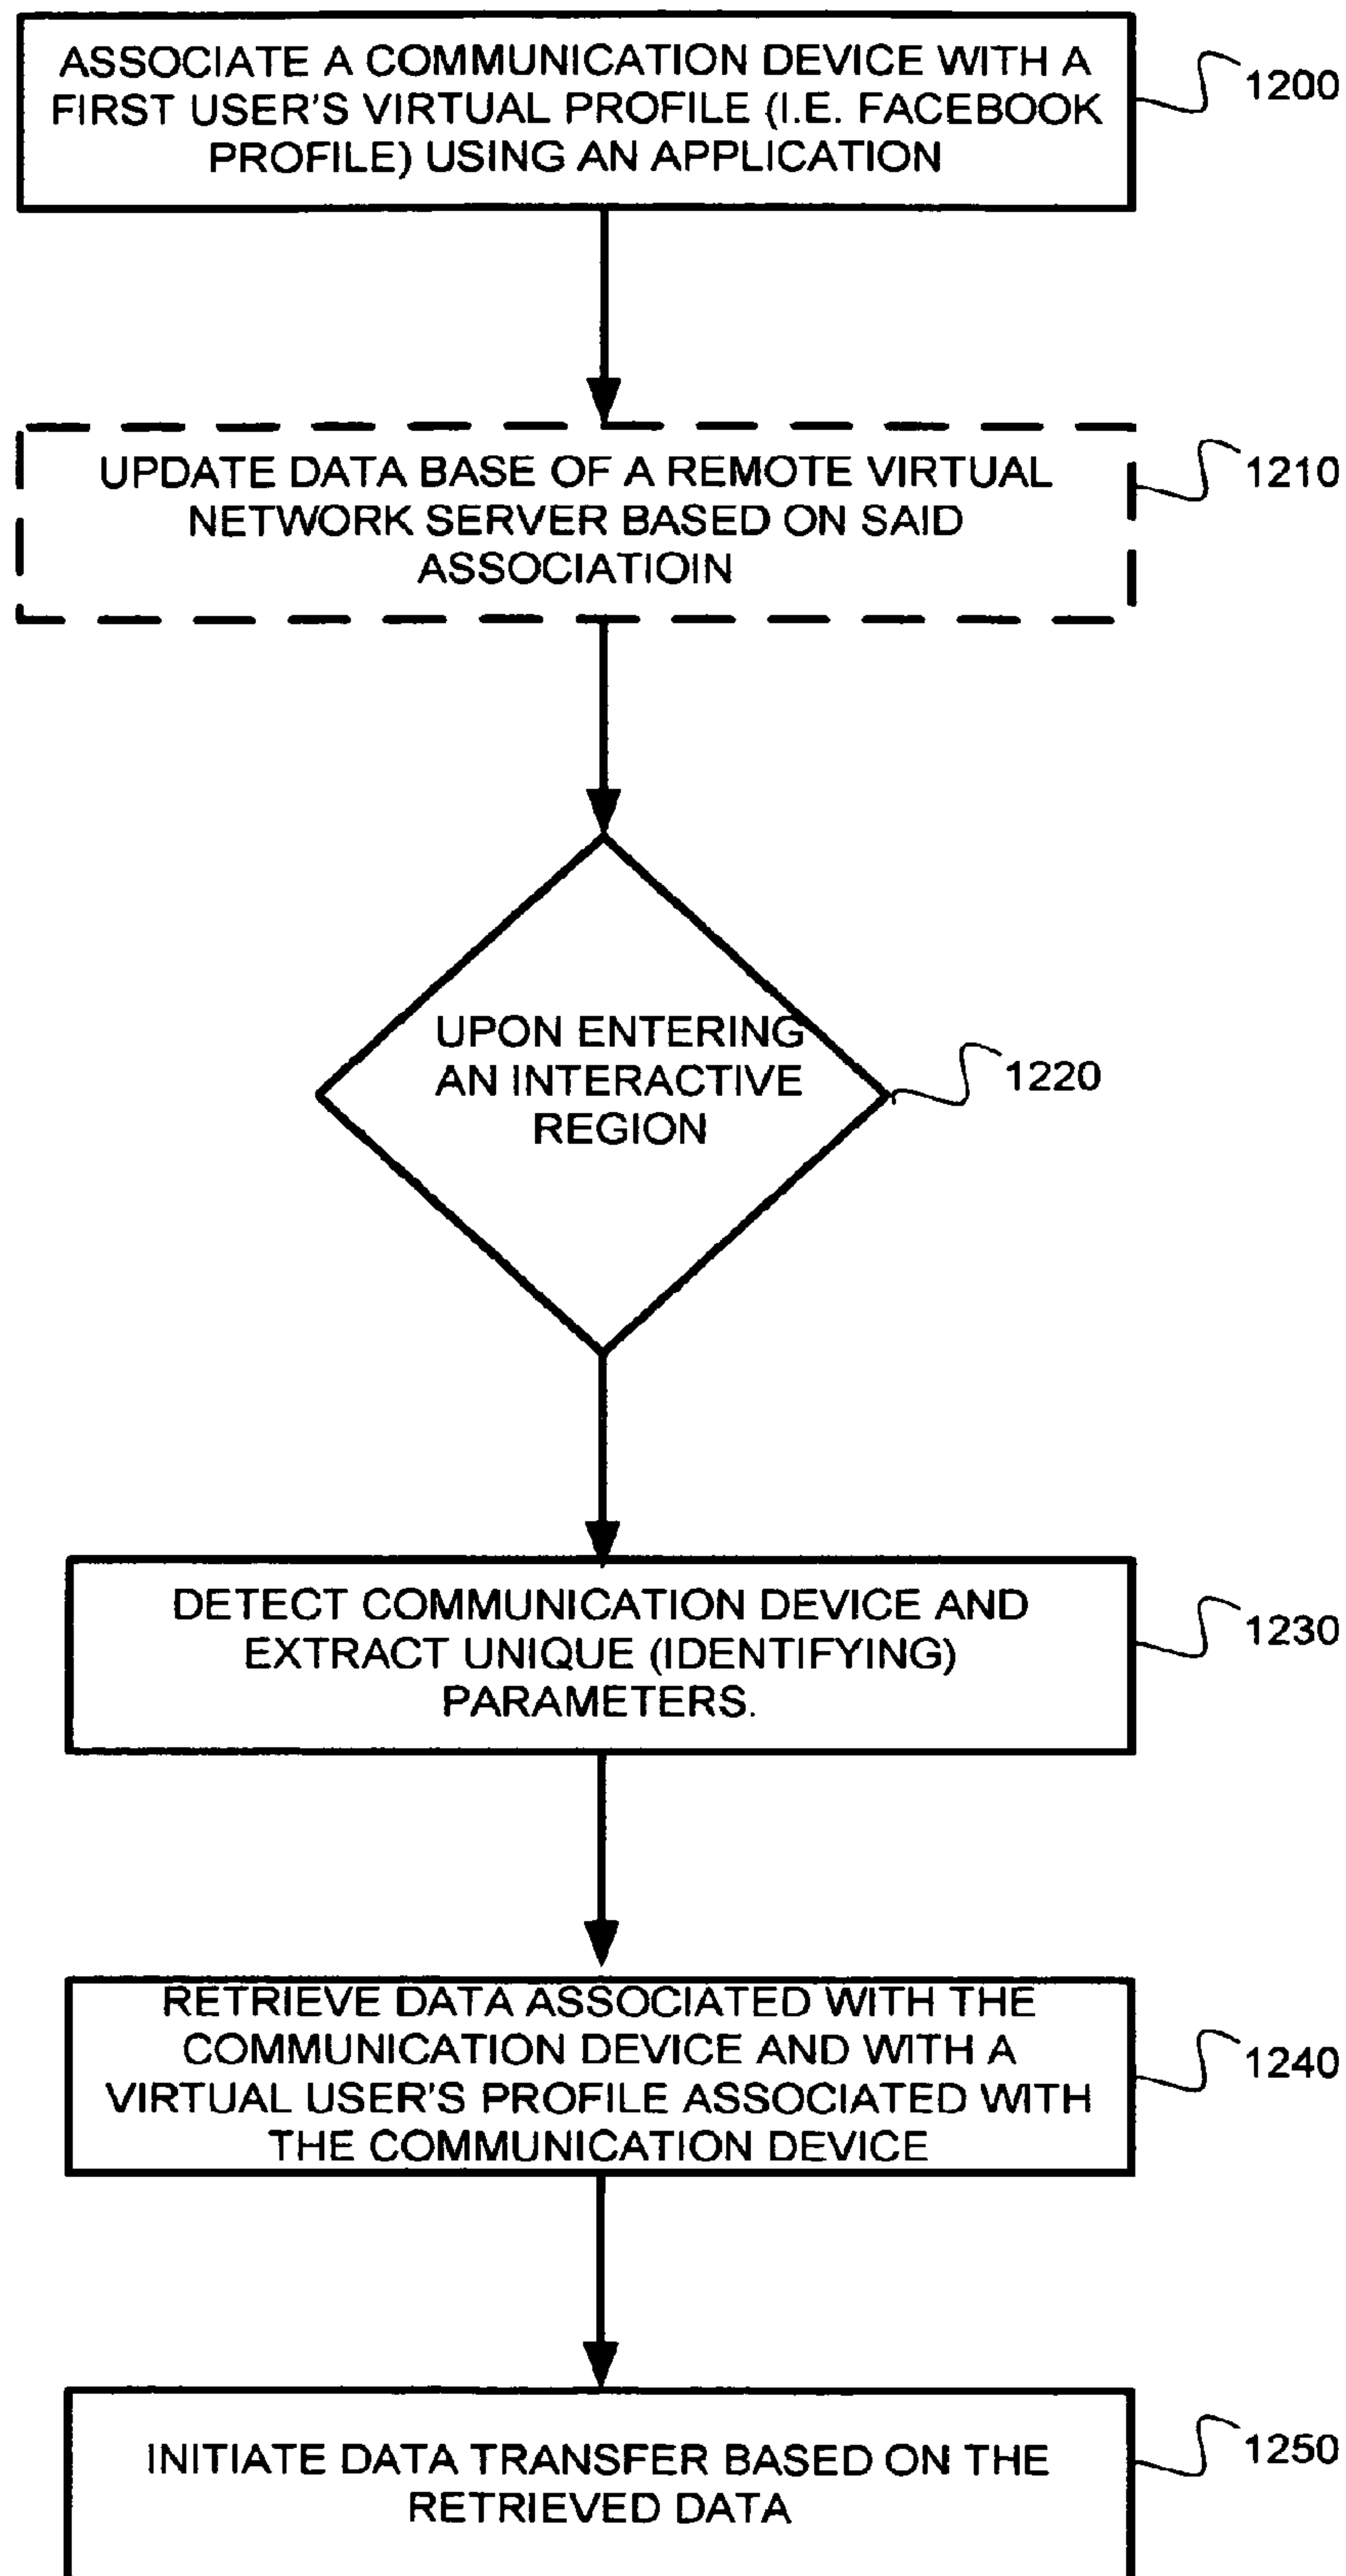 ASSOCIATE A COMMUNICATION DEVICE WITH A
FIRST USER'S VIRTUAL PROFILE (I.E. FACEBOOK
PROFILE) USING AN APPLICATION
1200
UPDATE DATA BASE OF A REMOTE VIRTUAL
NETWORK SERVER BASED ON SAID
ASSOCIATIOIN
1210
UPON ENTERING
AN INTERACTIVE
REGION
1220
DETECT COMMUNICATION DEVICE AND
EXTRACT UNIQUE (IDENTIFYING)
PARAMETERS.
1230
RETRIEVE DATA ASSOCIATED WITH THE
COMMUNICATION DEVICE AND WITH A
VIRTUAL USER'S PROFILE ASSOCIATED WITH
THE COMMUNICATION DEVICE
1240
INITIATE DATA TRANSFER BASED ON THE
RETRIEVED DATA
1250